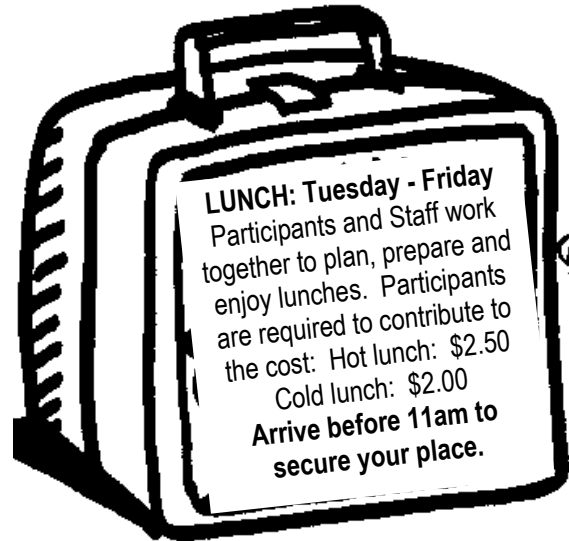 LUNCH: Tuesday - Friday
Participants and Staff work
together to plan, prepare and
enjoy lunches.  Participants
are required to contribute to
the cost:  Hot lunch:  $2.50
Cold lunch:  $2.00
Arrive before 11am to
secure your place.